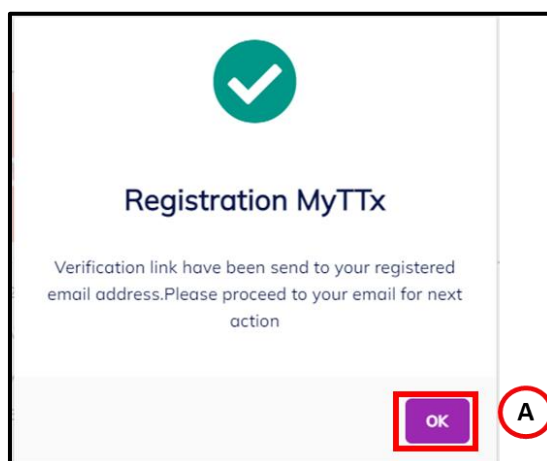 Registration MyTTx
Verification link have been send to your registered
email address.Please proceed to your email for next
action
OK
A